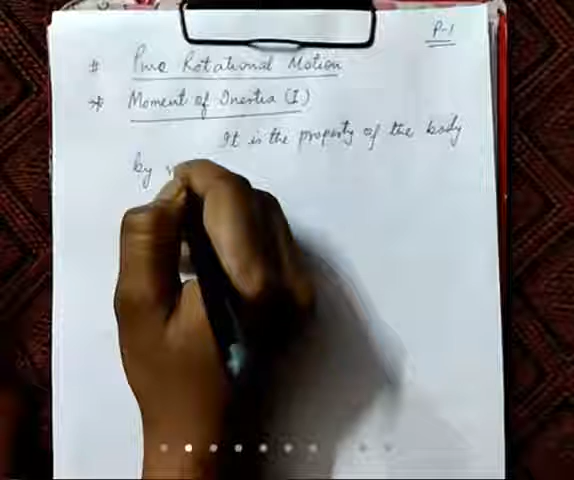 P-1
# Pure Rotational Motion
* Moment of Inertia (I)
It is the property of the body
by